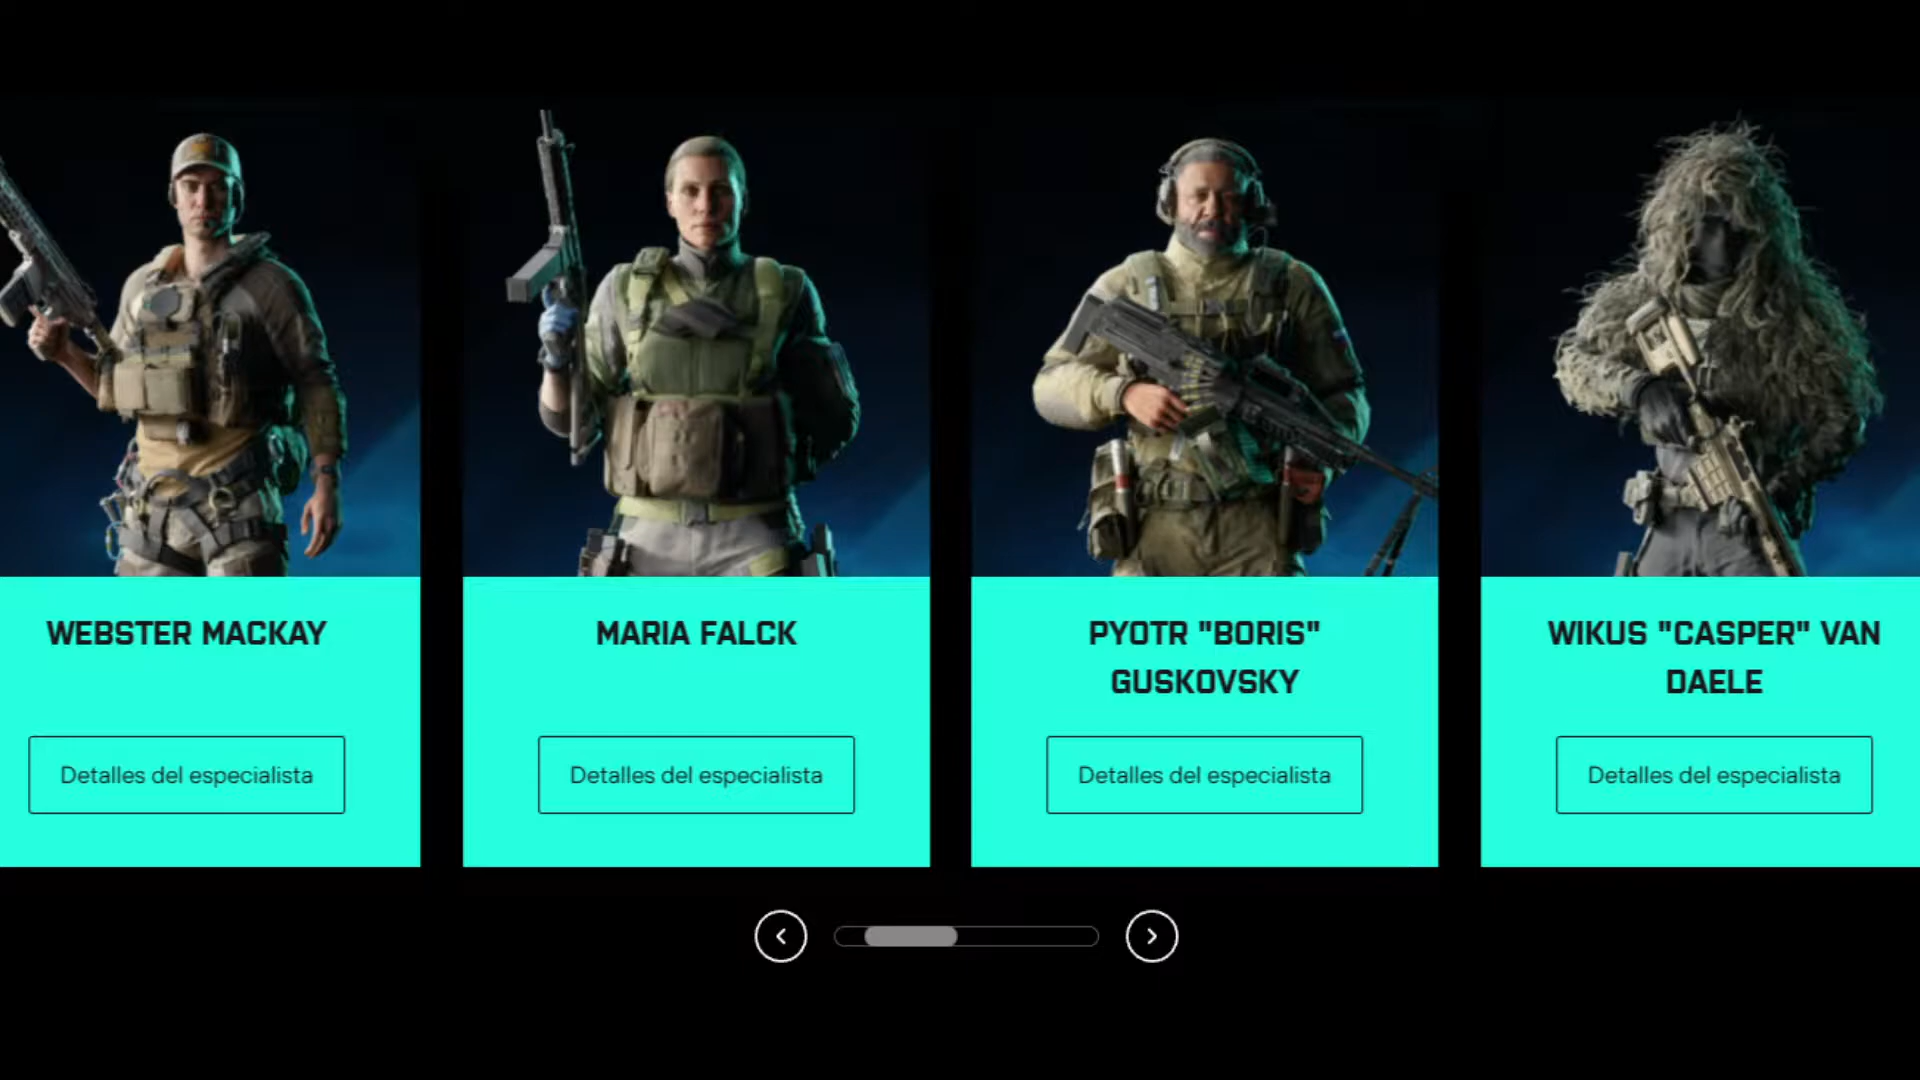 WEBSTER MACKAY
Detalles del especialista
MARIA FALCK
Detalles del especialista
PYOTR "BORIS"
GUSKOVSKY
Detalles del especialista
WIKUS "CASPER" VAN
DAELE
Detalles del especialista